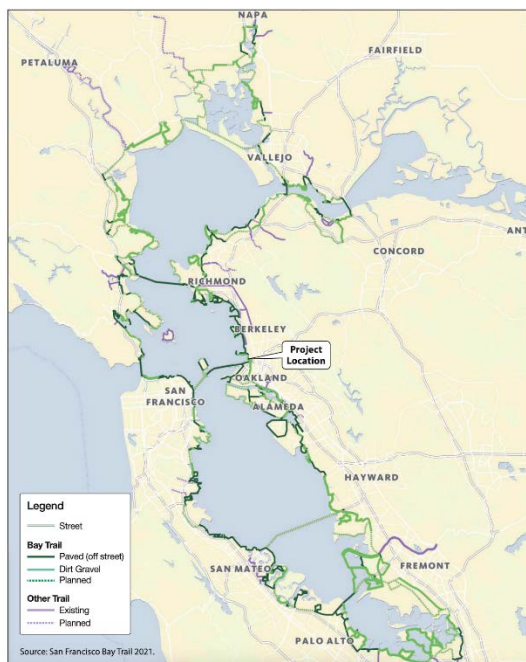 NAPA
FAIRFIELD
PETALUMA
VALLEJO
ANT
CONCORD
RICHMOND
BERKELEY
Project
Location
OAKLAND
SAN
FRANCISCO
ALAMEDA
HAYWARD
Legend
Street
Bay Trail
Paved (off street)
Dirt Gravel
Planned
Other Trail
Existing
Planned
SAN MATEO
FREMONT
PALO ALTO
Source: San Francisco Bay Trail 2021.